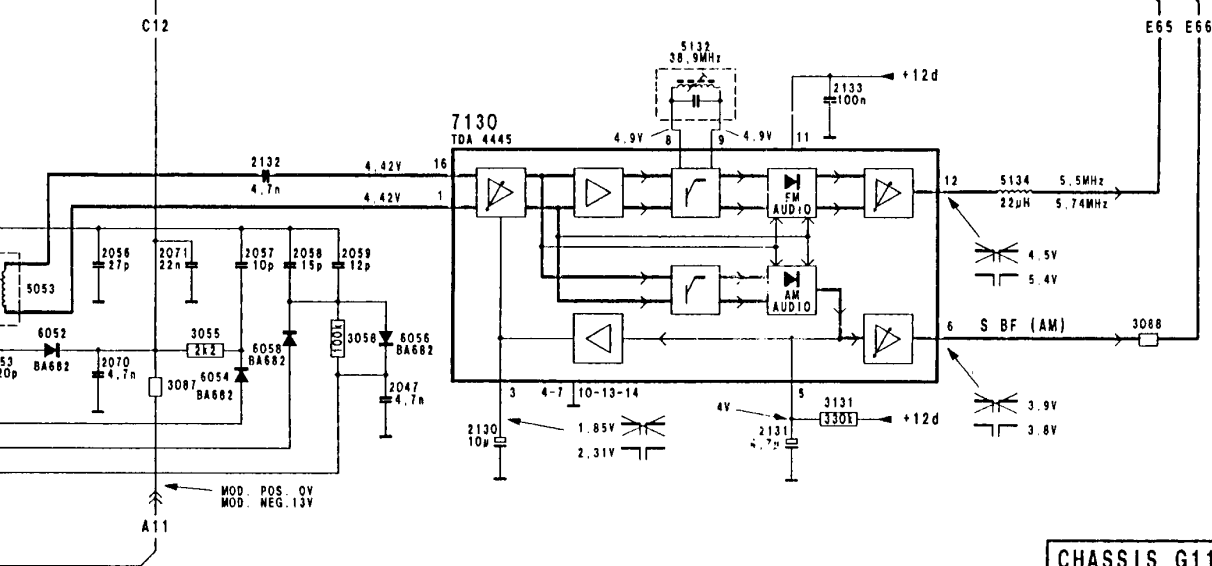 C12
E65 E66
5132
38,9MHz
+12d
2133
100n
7130
TDA 4445
4.9V 8 9 4.9V 11
2132
4,7n
4,42V 16
4,42V 1
FM
AUDIO
12
5134
22µH
5,5MHz
5,74MHz
2056
27p
2071
22n
2057
10p
2058
15p
2059
12p
5053
4.5V
5.4V
AM
AUDIO
6052
BA682
3055
2k2
6058
BA682
100k
3058
6056
BA682
6 S BF (AM)
3088
53
20p
2070
4,7n
3087
6054
BA682
2047
4,7n
3 4-7 10-13-14 5
4V
3131
330k
+12d
3.9V
3.8V
2130
10µ
1,85V
2,31V
2131
MOD. POS. 0V
MOD. NEG.13V
A11
CHASSIS G11